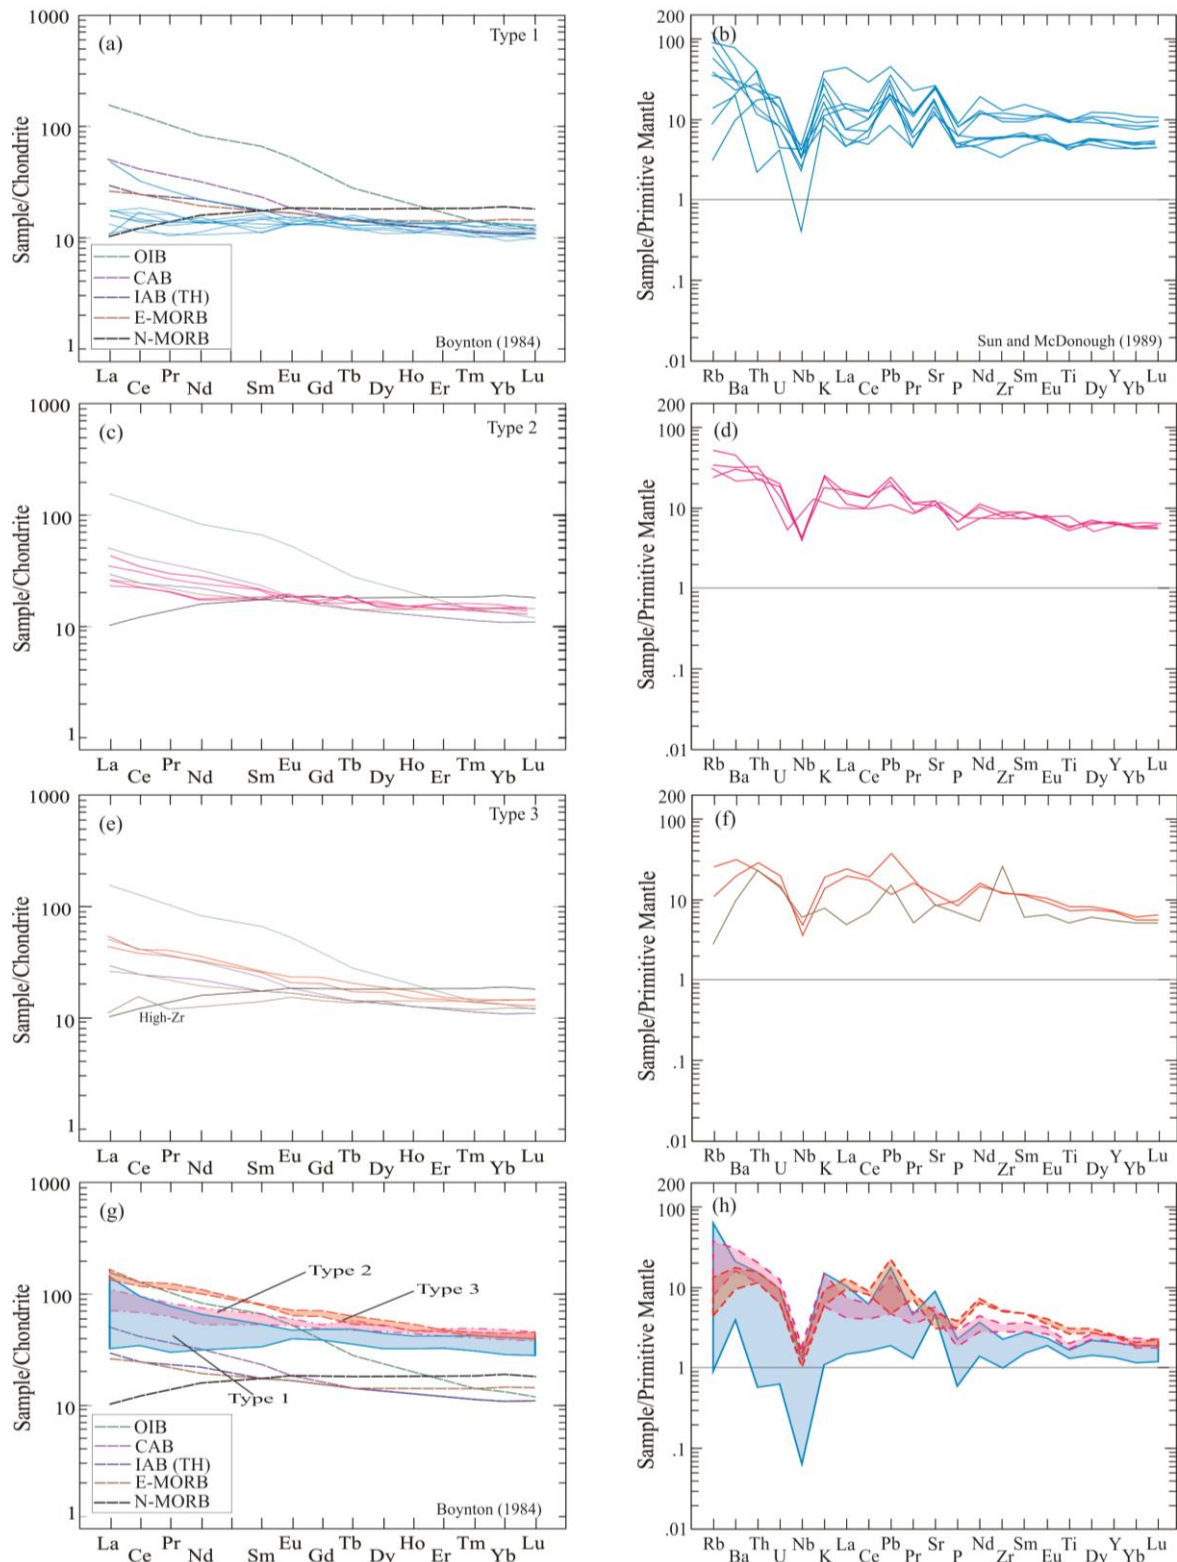 (a)
Type 1
1000
100
10
1
Sample/Chondrite
OIB
CAB
IAB (TH)
E-MORB
N-MORB
Boynton (1984)
La Ce Pr Nd Sm Eu Gd Tb Dy Ho Er Tm Yb Lu
(b)
200
100
10
1
.1
.01
Sample/Primitive Mantle
Sun and McDonough (1989)
Rb Ba Th U Nb K La Ce Pb Pr Sr P Nd Zr Sm Eu Ti Dy Y Yb Lu
(c)
Type 2
1000
100
10
1
Sample/Chondrite
La Ce Pr Nd Sm Eu Gd Tb Dy Ho Er Tm Yb Lu
(d)
200
100
10
1
.1
.01
Sample/Primitive Mantle
Rb Ba Th U Nb K La Ce Pb Pr Sr P Nd Zr Sm Eu Ti Dy Y Yb Lu
(e)
Type 3
1000
100
10
1
Sample/Chondrite
High-Zr
La Ce Pr Nd Sm Eu Gd Tb Dy Ho Er Tm Yb Lu
(f)
200
100
10
1
.1
.01
Sample/Primitive Mantle
Rb Ba Th U Nb K La Ce Pb Pr Sr P Nd Zr Sm Eu Ti Dy Y Yb Lu
(g)
1000
100
10
1
Sample/Chondrite
Type 2
Type 3
Type 1
OIB
CAB
IAB (TH)
E-MORB
N-MORB
Boynton (1984)
La Ce Pr Nd Sm Eu Gd Tb Dy Ho Er Tm Yb Lu
(h)
200
100
10
1
.1
.01
Sample/Primitive Mantle
Rb Ba Th U Nb K La Ce Pb Pr Sr P Nd Zr Sm Eu Ti Dy Y Yb Lu